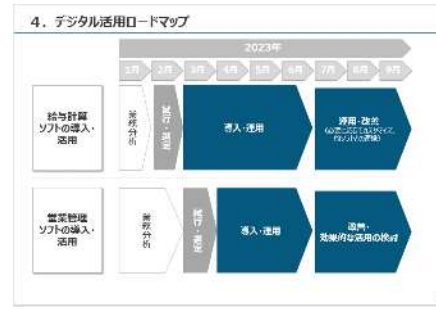 4．デジタル活用ロードマップ
2023年
1月 2月 3月 4月 5月 6月 7月 8月 9月
給与計算
ソフトの導入・
活用
業務分析
試行・選定
導入・運用
運用・改善
営業管理
ソフトの導入・
活用
業務分析
試行・選定
導入・運用
改善・
効果的な活用の検討